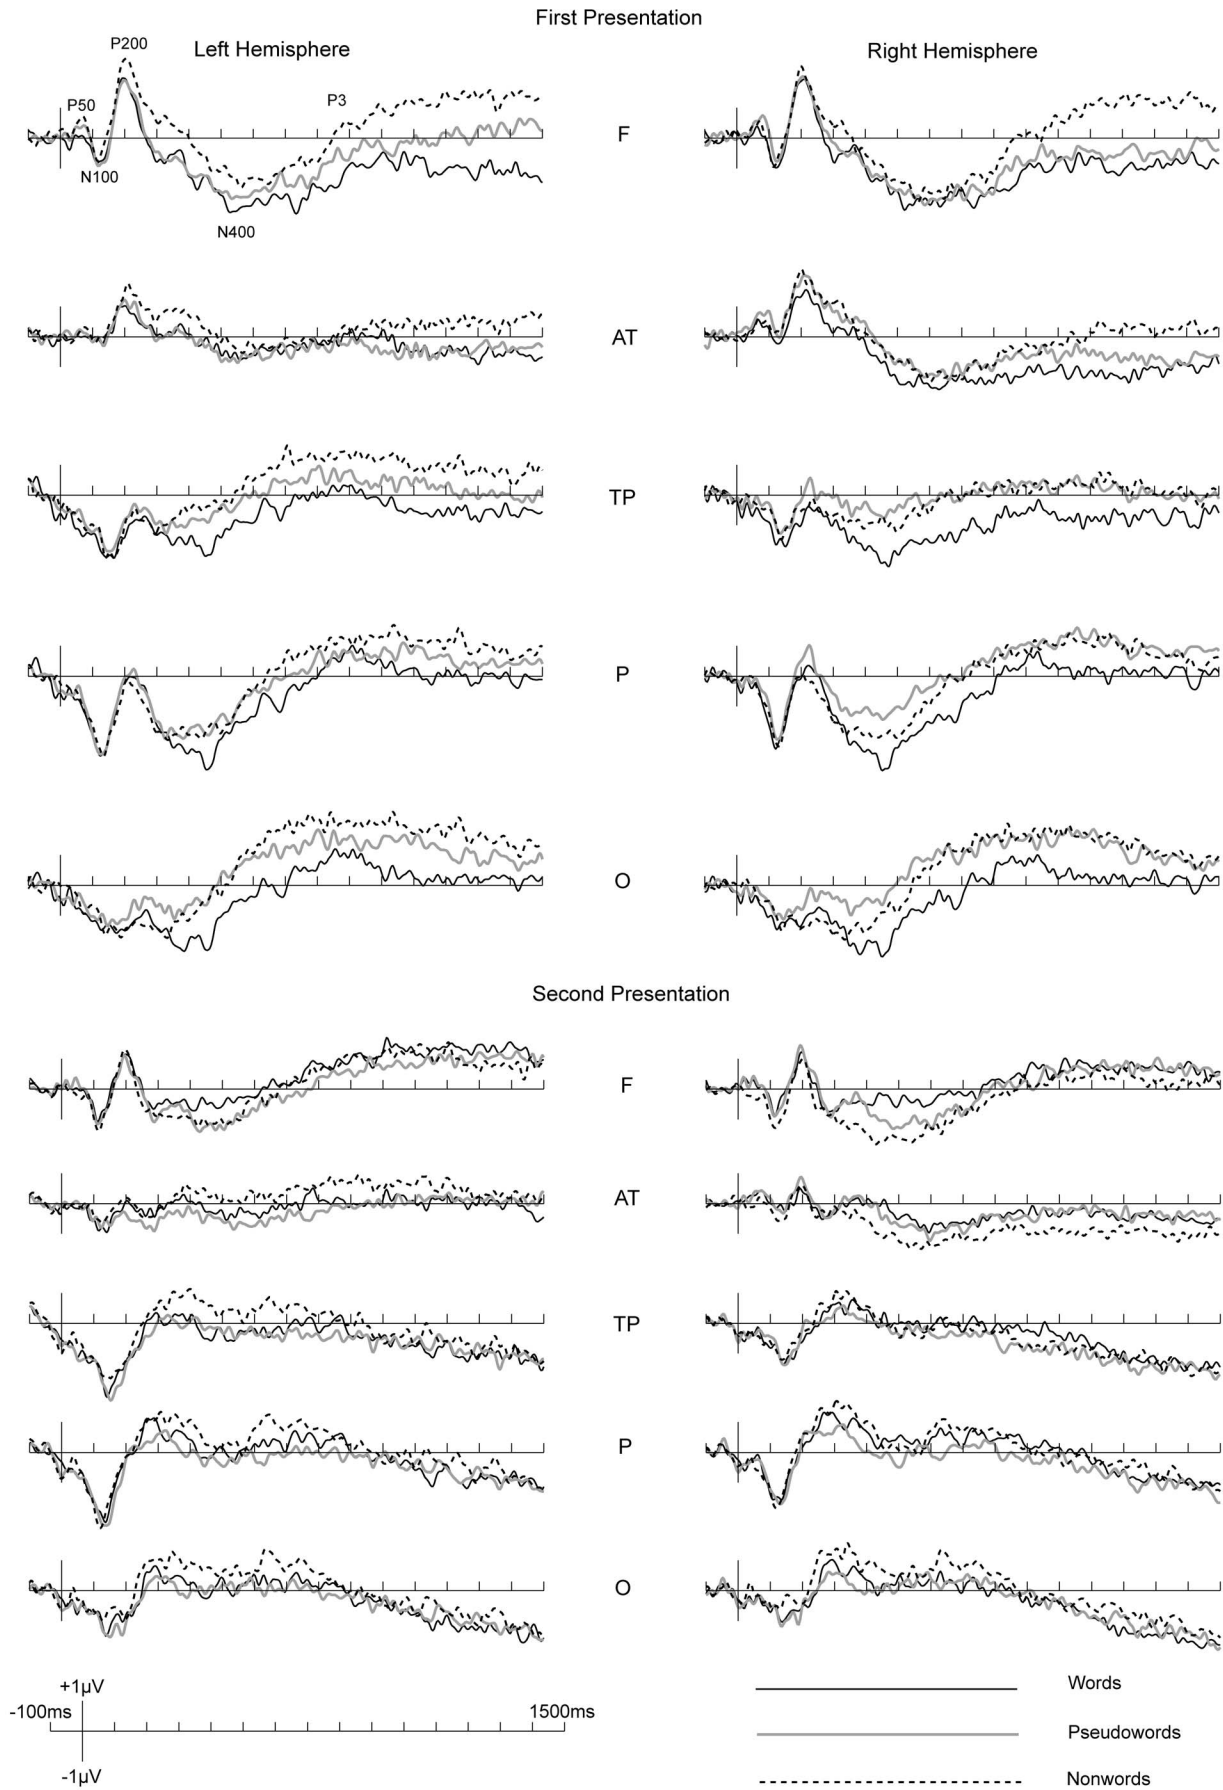 First Presentation
Left Hemisphere
Right Hemisphere
P200
P50
P3
F
N100
N400
AT
TP
P
O
Second Presentation
F
AT
TP
P
O
+1µV
-100ms
1500ms
-1µV
Words
Pseudowords
Nonwords